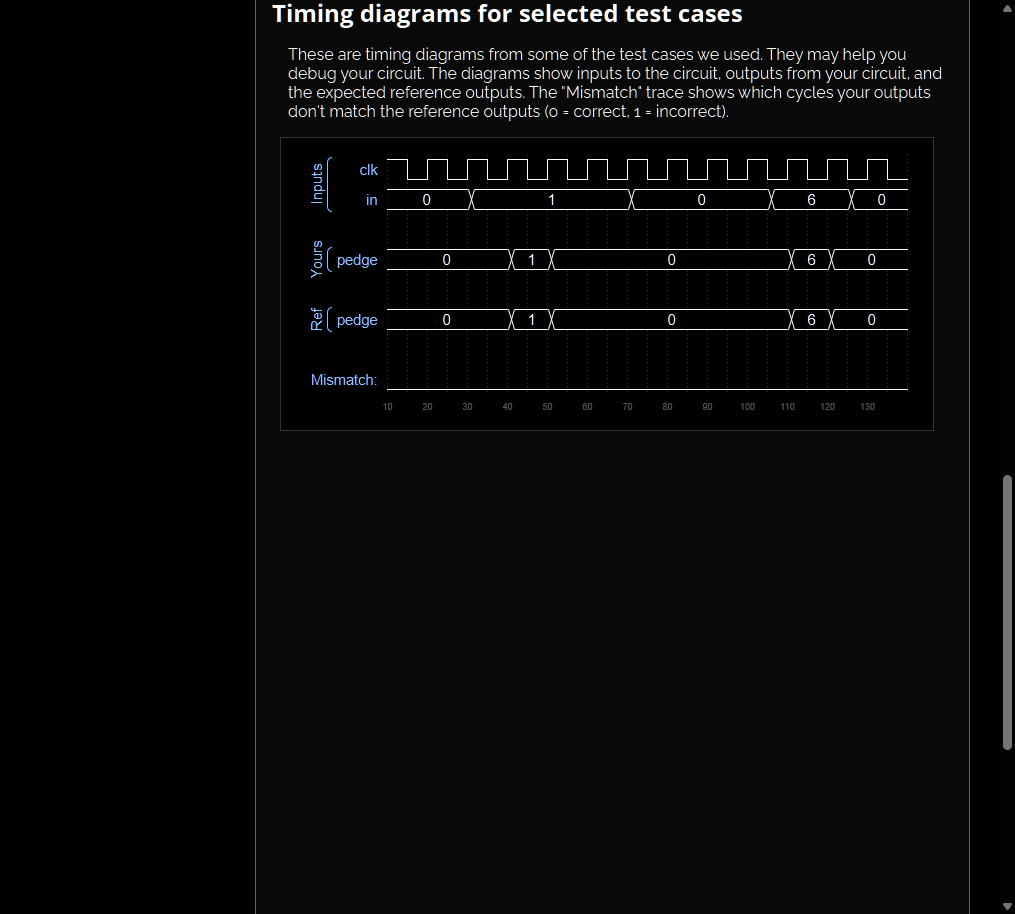 Timing diagrams for selected test cases
These are timing diagrams from some of the test cases we used. They may help you
debug your circuit. The diagrams show inputs to the circuit, outputs from your circuit, and
the expected reference outputs. The "Mismatch" trace shows which cycles your outputs
don't match the reference outputs (0 = correct, 1 = incorrect).
Inputs
clk
in 0 1 0 6 0
Yours
pedge 0 1 0 6 0
Ref
pedge 0 1 0 6 0
Mismatch:
10 20 30 40 50 60 70 80 90 100 110 120 130